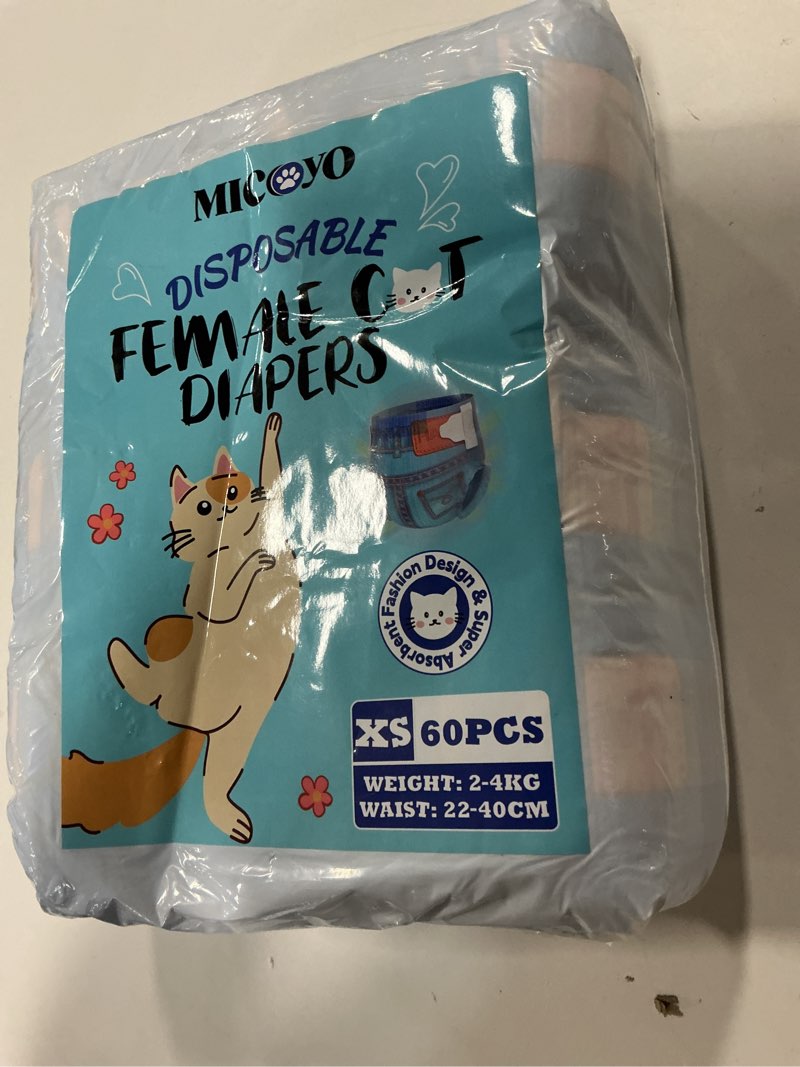 MICOYO
DISPOSABLE
FEMALE CAT
DIAPERS
Fashion Design & Super Absorbent
XS 60PCS
WEIGHT: 2-4KG
WAIST: 22-40CM